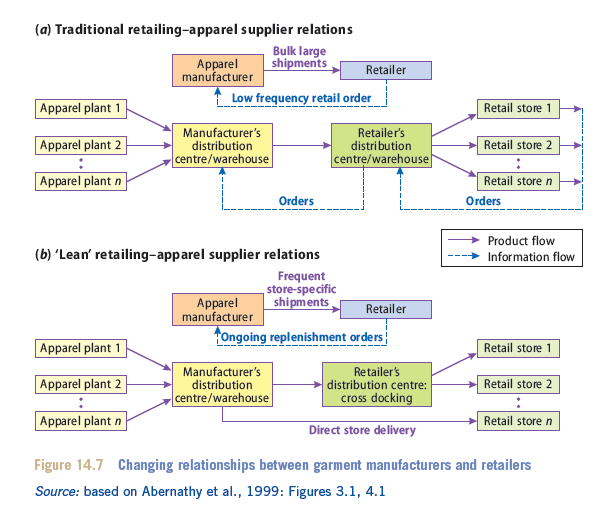 (a) Traditional retailing–apparel supplier relations
Bulk large
shipments
Apparel
manufacturer
Retailer
Low frequency retail order
Apparel plant 1
Apparel plant 2
Apparel plant n
Manufacturer's
distribution
centre/warehouse
Retailer's
distribution
centre/warehouse
Retail store 1
Retail store 2
Retail store n
Orders
Orders
Product flow
Information flow
(b) 'Lean' retailing–apparel supplier relations
Frequent
store-specific
shipments
Apparel
manufacturer
Retailer
Ongoing replenishment orders
Apparel plant 1
Apparel plant 2
Apparel plant n
Manufacturer's
distribution
centre/warehouse
Retailer's
distribution centre:
cross docking
Retail store 1
Retail store 2
Retail store n
Direct store delivery
Figure 14.7 Changing relationships between garment manufacturers and retailers
Source: based on Abernathy et al., 1999: Figures 3.1, 4.1